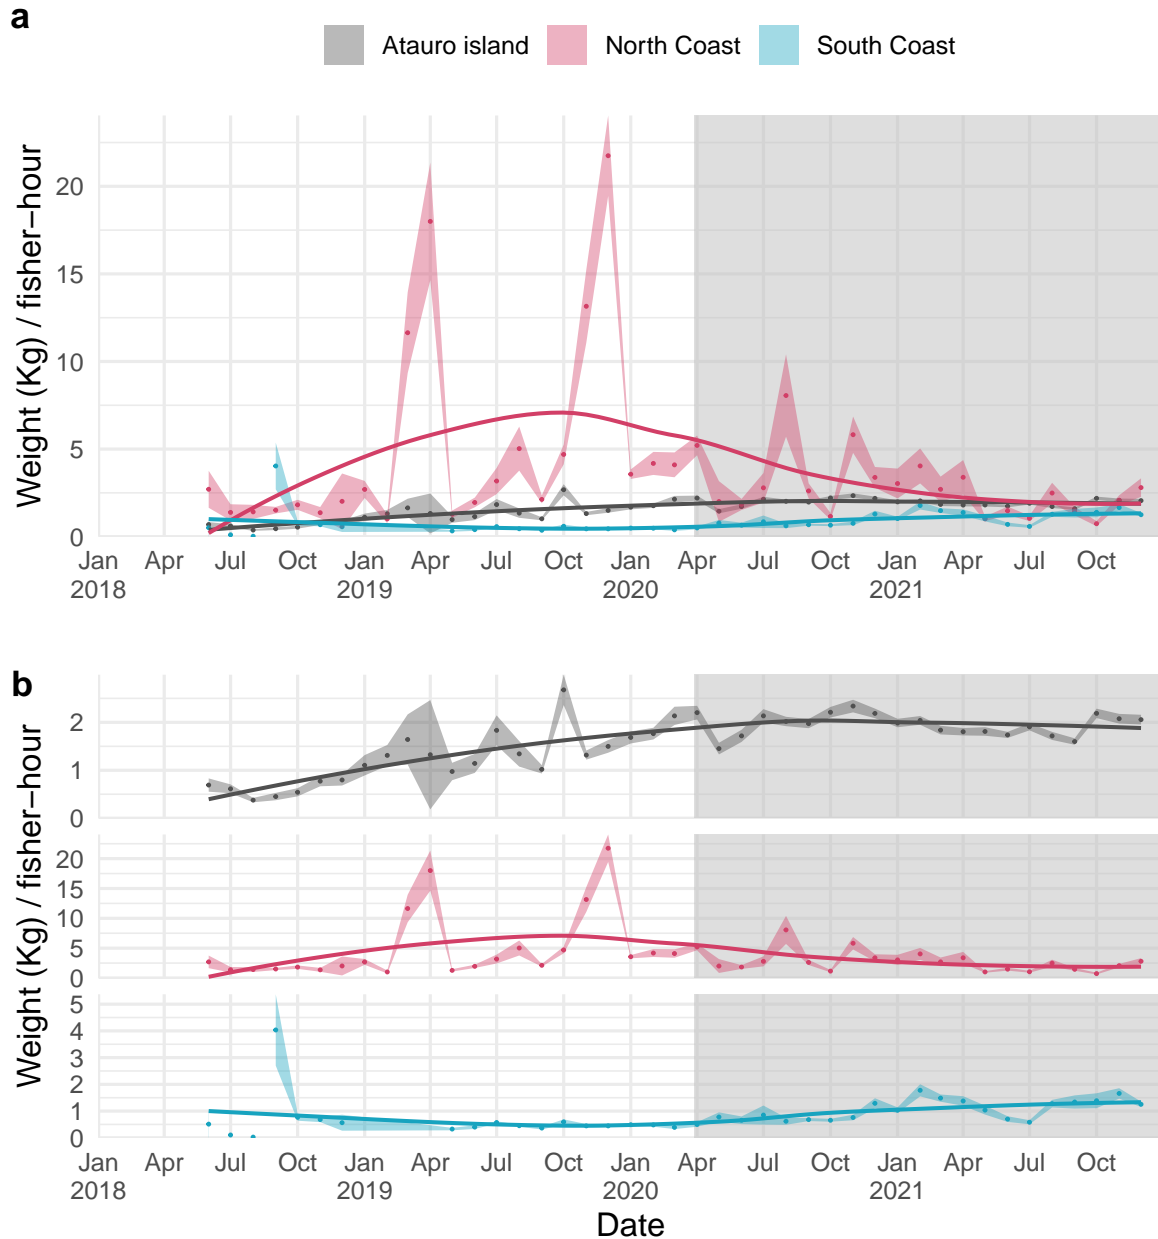 a
Atauro island North Coast South Coast
Weight (Kg) / fisher−hour
20
15
10
5
0
Jan Apr Jul Oct Jan Apr Jul Oct Jan Apr Jul Oct Jan Apr Jul Oct
2018 2019 2020 2021
b
Weight (Kg) / fisher−hour
2
1
0
20
15
10
5
0
5
4
3
2
1
0
Jan Apr Jul Oct Jan Apr Jul Oct Jan Apr Jul Oct Jan Apr Jul Oct
2018 2019 2020 2021
Date